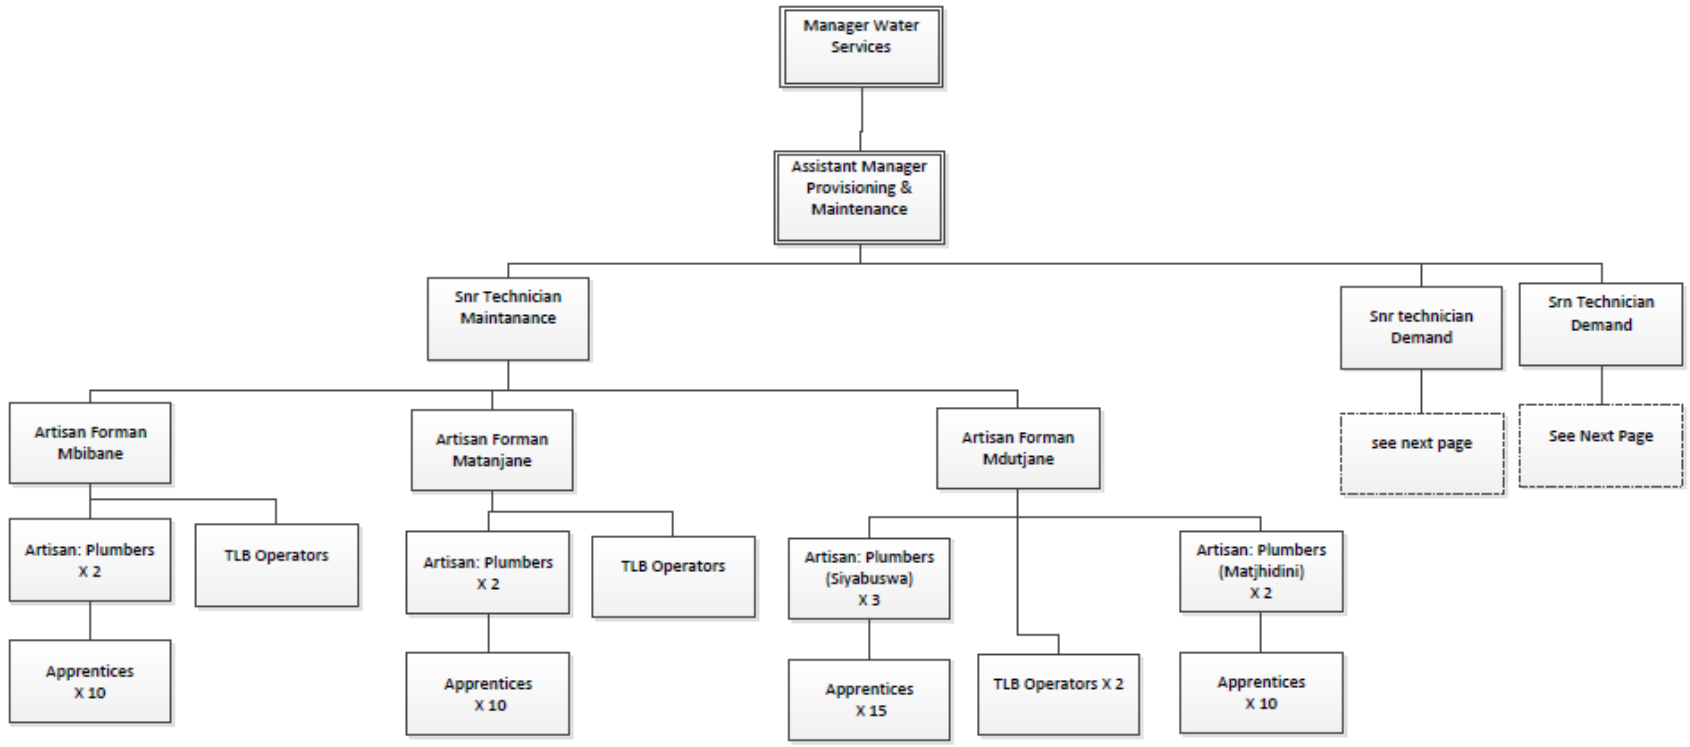 Manager Water
Services
Assistant Manager
Provisioning &
Maintenance
Snr Technician
Maintanance
Snr technician
Demand
Srn Technician
Demand
Artisan Forman
Mbibane
Artisan Forman
Matanjane
Artisan Forman
Mdutjane
see next page
See Next Page
Artisan: Plumbers
X 2
TLB Operators
Artisan: Plumbers
X 2
TLB Operators
Artisan: Plumbers
(Siyabuswa)
X 3
Artisan: Plumbers
(Matjhidini)
X 2
Apprentices
X 10
Apprentices
X 10
Apprentices
X 15
TLB Operators X 2
Apprentices
X 10